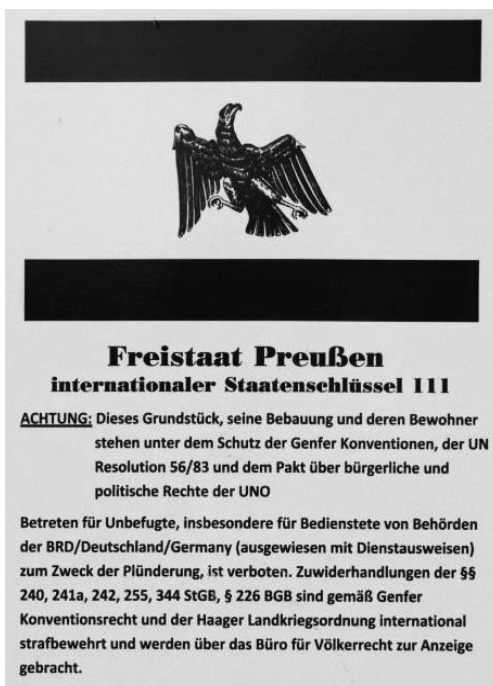 Freistaat Preußen
internationaler Staatenschlüssel 111
ACHTUNG: Dieses Grundstück, seine Bebauung und deren Bewohner
stehen unter dem Schutz der Genfer Konventionen, der UN
Resolution 56/83 und dem Pakt über bürgerliche und
politische Rechte der UNO
Betreten für Unbefugte, insbesondere für Bedienstete von Behörden
der BRD/Deutschland/Germany (ausgewiesen mit Dienstausweisen)
zum Zweck der Plünderung, ist verboten. Zuwiderhandlungen der §§
240, 241a, 242, 255, 344 StGB, § 226 BGB sind gemäß Genfer
Konventionsrecht und der Haager Landkriegsordnung international
strafbewehrt und werden über das Büro für Völkerrecht zur Anzeige
gebracht.